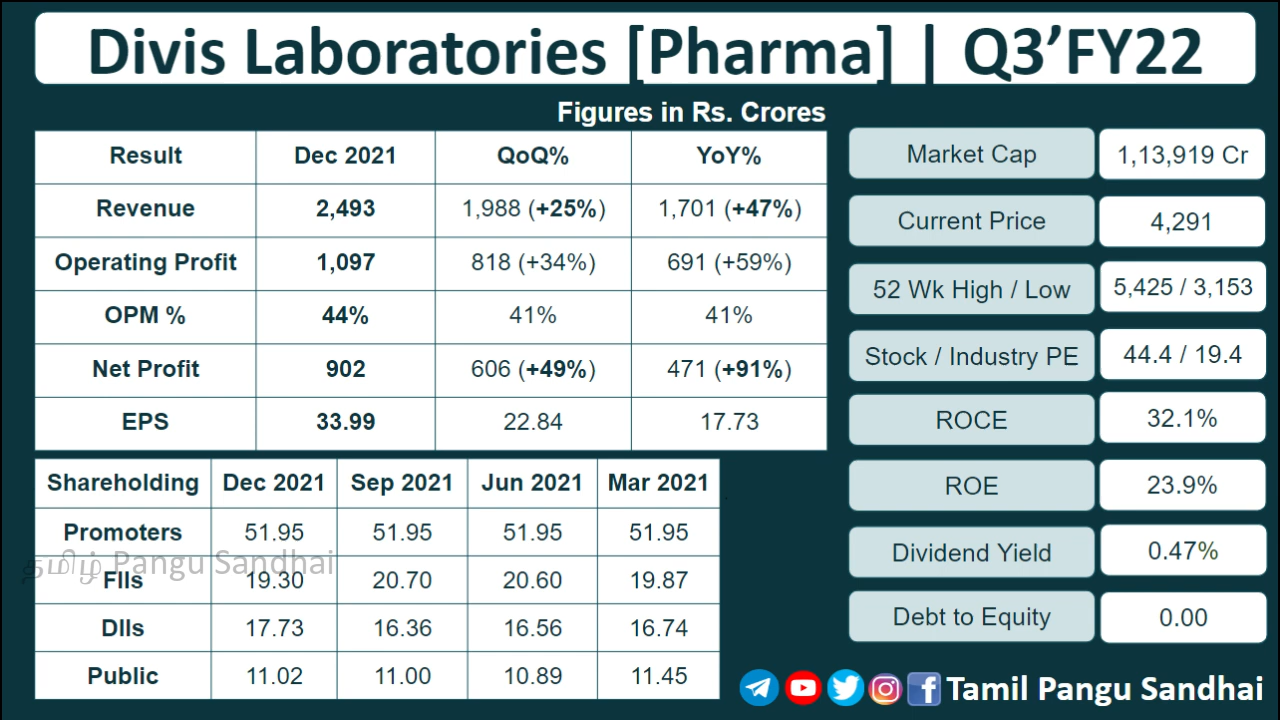 Divis Laboratories [Pharma] | Q3’FY22
Figures in Rs. Crores
Result Dec 2021 QoQ% YoY%
Revenue 2,493 1,988 (+25%) 1,701 (+47%)
Operating Profit 1,097 818 (+34%) 691 (+59%)
OPM % 44% 41% 41%
Net Profit 902 606 (+49%) 471 (+91%)
EPS 33.99 22.84 17.73
Shareholding Dec 2021 Sep 2021 Jun 2021 Mar 2021
Promoters 51.95 51.95 51.95 51.95
தமிழ் Pangu Sandhai
FIIs 19.30 20.70 20.60 19.87
DIIs 17.73 16.36 16.56 16.74
Public 11.02 11.00 10.89 11.45
Market Cap 1,13,919 Cr
Current Price 4,291
52 Wk High / Low 5,425 / 3,153
Stock / Industry PE 44.4 / 19.4
ROCE 32.1%
ROE 23.9%
Dividend Yield 0.47%
Debt to Equity 0.00
Tamil Pangu Sandhai